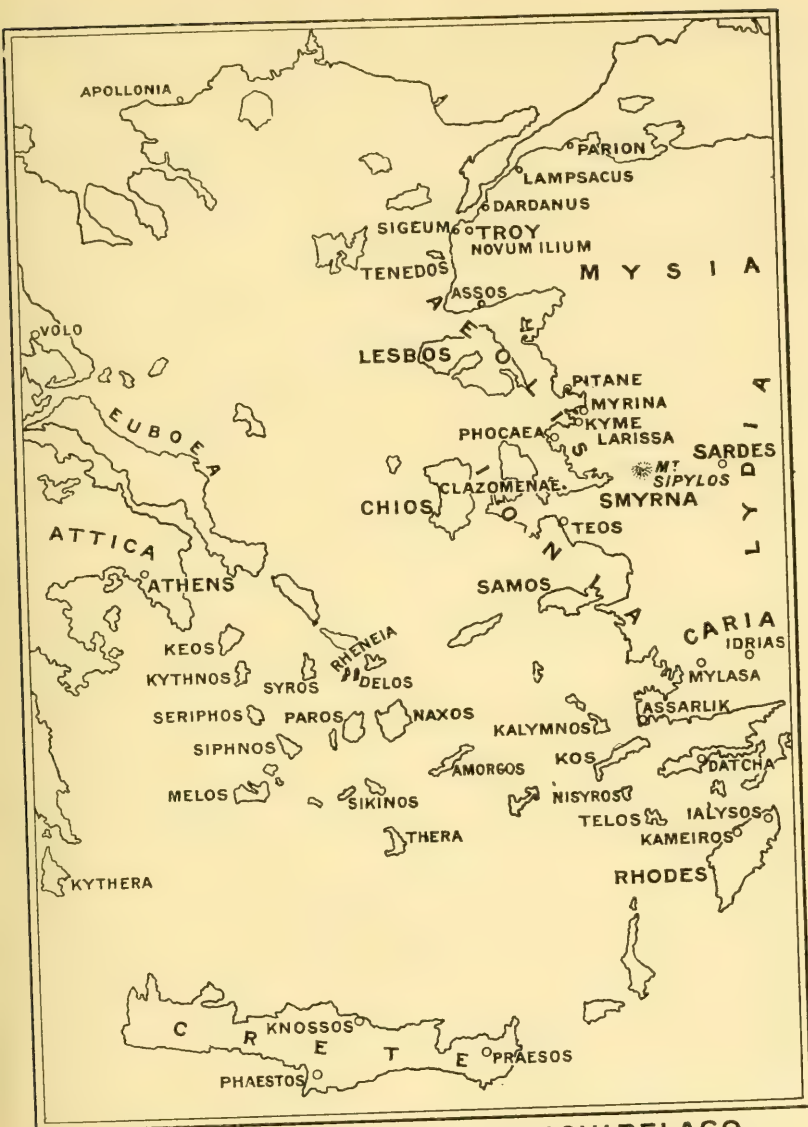 APOLLONIA
PARION
LAMPSACUS
DARDANUS
SIGEUM
TROY
NOVUM ILIUM
TENEDOS
MYSIA
ASSOS
AEOLIS
VOLO
LESBOS
PITANE
MYRINA
EUBOEA
KYME
PHOCAEA
LARISSA
SARDES
MT
SIPYLOS
LYDIA
CLAZOMENAE
SMYRNA
CHIOS
IONIA
TEOS
ATTICA
ATHENS
SAMOS
CARIA
KEOS
RHENEIA
IDRIAS
KYTHNOS
SYROS
DELOS
MYLASA
SERIPHOS
PAROS
NAXOS
ASSARLIK
KALYMNOS
SIPHNOS
KOS
AMORGOS
DATCHA
MELOS
SIKINOS
NISYROS
TELOS
IALYSOS
THERA
KAMEIROS
KYTHERA
RHODES
CRETE
KNOSSOS
PRAESOS
PHAESTOS